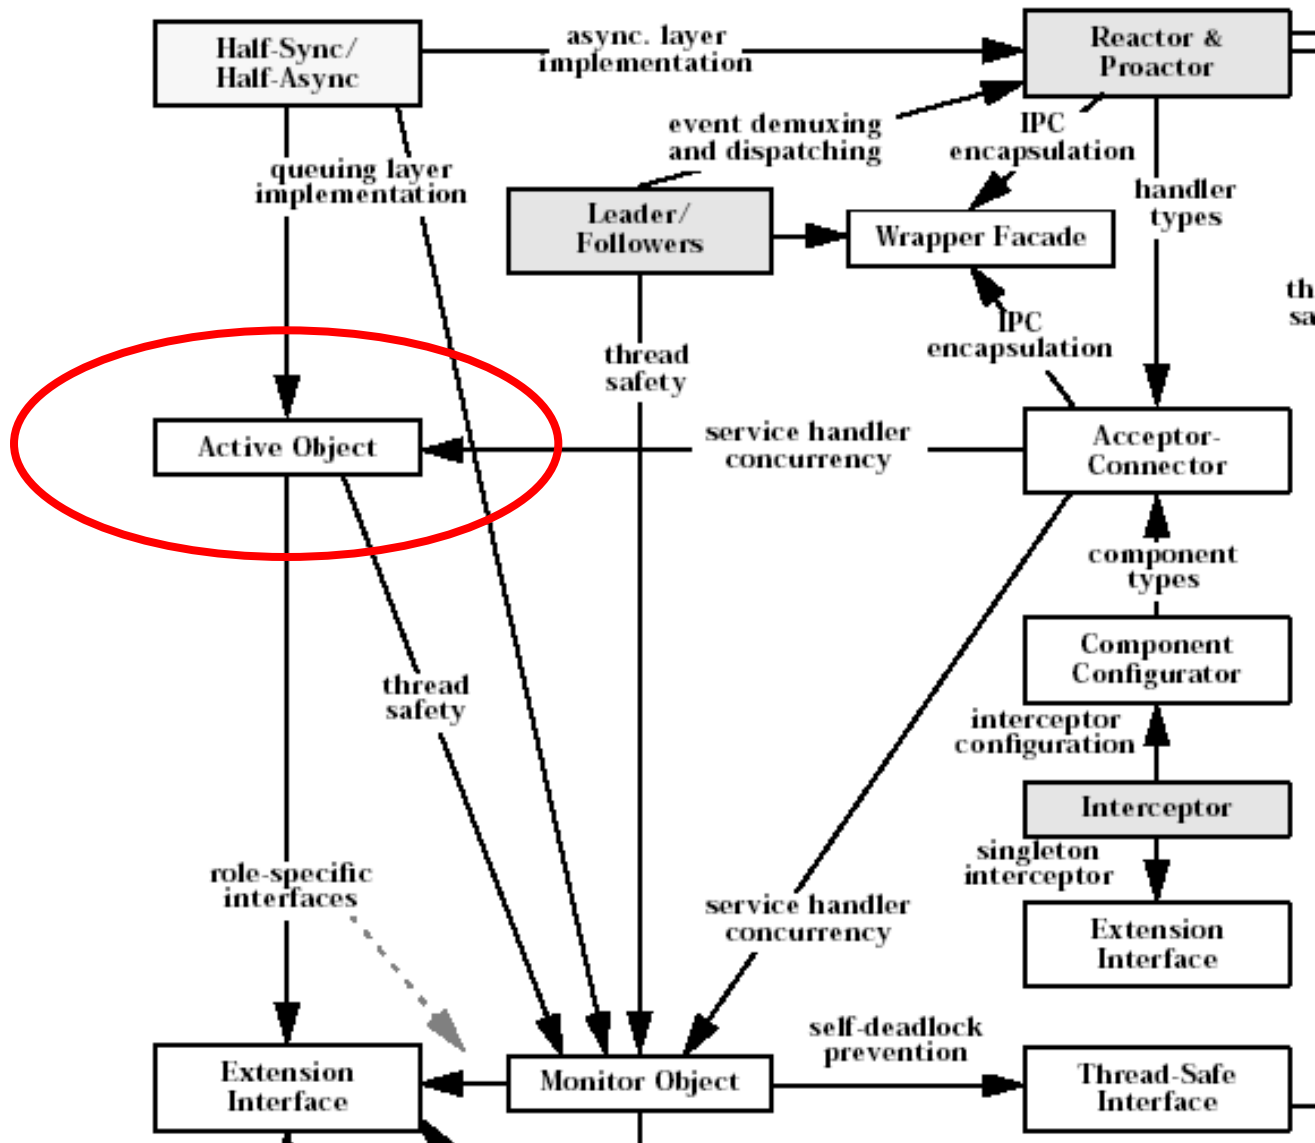 Half-Sync/
Half-Async
async. layer
implementation
Reactor &
Proactor
event demuxing
and dispatching
IPC
encapsulation
queuing layer
implementation
handler
types
Leader/
Followers
Wrapper Facade
th
sa
IPC
encapsulation
thread
safety
Active Object
service handler
concurrency
Acceptor-
Connector
component
types
Component
Configurator
thread
safety
interceptor
configuration
Interceptor
singleton
interceptor
role-specific
interfaces
service handler
concurrency
Extension
Interface
self-deadlock
prevention
Extension
Interface
Monitor Object
Thread-Safe
Interface